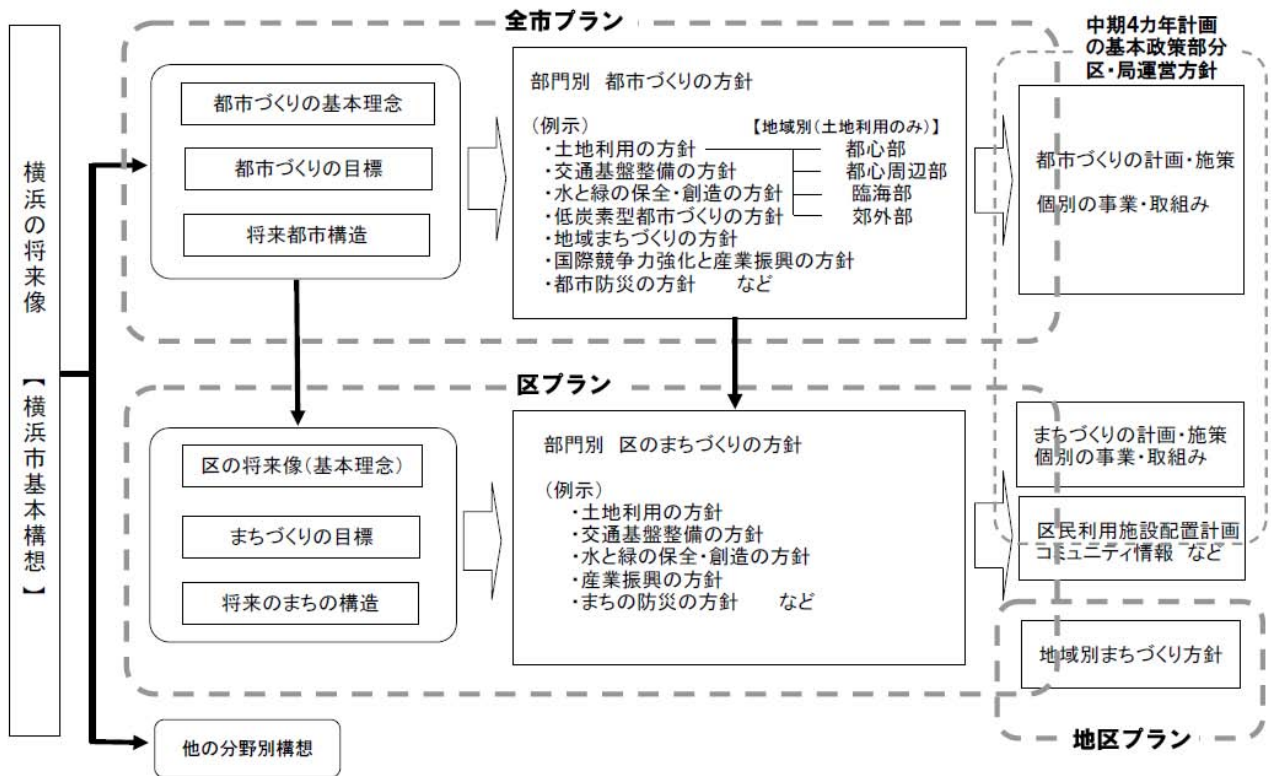 横浜の将来像 【横浜市基本構想】
全市プラン
都市づくりの基本理念
都市づくりの目標
将来都市構造
部門別 都市づくりの方針
(例示)
【地域別(土地利用のみ)】
・土地利用の方針
・交通基盤整備の方針
・水と緑の保全・創造の方針
・低炭素型都市づくりの方針
・地域まちづくりの方針
・国際競争力強化と産業振興の方針
・都市防災の方針 など
都心部
都心周辺部
臨海部
郊外部
中期4カ年計画
の基本政策部分
区・局運営方針
都市づくりの計画・施策
個別の事業・取組み
区プラン
区の将来像(基本理念)
まちづくりの目標
将来のまちの構造
部門別 区のまちづくりの方針
(例示)
・土地利用の方針
・交通基盤整備の方針
・水と緑の保全・創造の方針
・産業振興の方針
・まちの防災の方針 など
まちづくりの計画・施策
個別の事業・取組み
区民利用施設配置計画
コミュニティ情報 など
地域別まちづくり方針
地区プラン
他の分野別構想